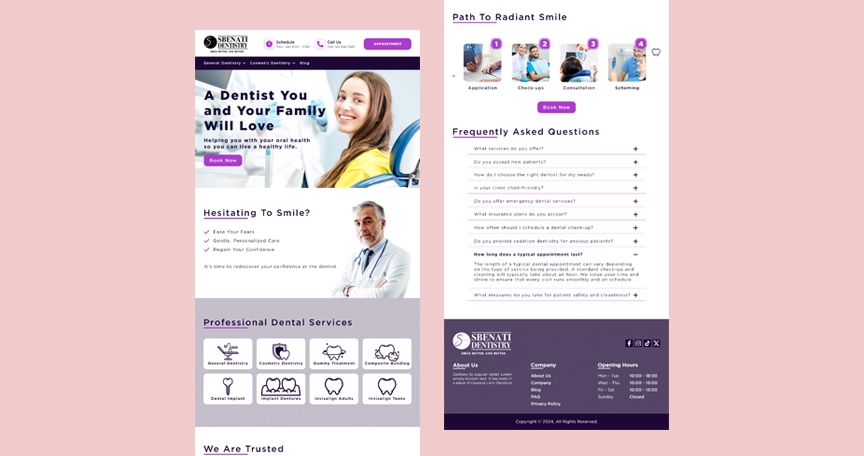 SBENATI
DENTISTRY
SMILE BETTER. LIVE BETTER.
Schedule
Call Us
APPOINTMENT
General Dentistry
Cosmetic Dentistry
Blog
A Dentist You
and Your Family
Will Love
Helping you with your oral health
so you can live a healthy life.
Book Now
Hesitating To Smile?
Ease Your Fears
Gentle, Personalized Care
Regain Your Confidence
It's time to rediscover your confidence at the dentist.
Professional Dental Services
General Dentistry
Cosmetic Dentistry
Gummy Treatment
Composite Bonding
Dental Implant
Implant Dentures
Invisalign Adults
Invisalign Teens
We Are Trusted
Path To Radiant Smile
1
2
3
4
Application
Check-ups
Consultation
Scheming
Book Now
Frequently Asked Questions
What services do you offer?
Do you accept new patients?
How do I choose the right dentist for my needs?
Is your clinic child-friendly?
Do you offer emergency dental services?
What insurance plans do you accept?
How often should I schedule a dental check-up?
Do you provide sedation dentistry for anxious patients?
How long does a typical appointment last?
The length of a typical dental appointment can vary depending
on the type of service being provided. A standard check-up and
cleaning will typically take about an hour. We value your time and
strive to ensure that every visit runs smoothly and on schedule.
What measures do you take for patient safety and cleanliness?
SBENATI
DENTISTRY
SMILE BETTER. LIVE BETTER.
About Us
Contrary to popular belief, Lorem
Ipsum simply random text. It has roots in
a piece of classical Latin literature
Company
About Us
Company
Blog
FAQ
Privacy Policy
Opening Hours
Mon - Tue 10:00 - 18:00
Wed - Thu 10:00 - 13:00
Fri - Sat 10:00 - 13:00
Sunday Closed
Copyright © 2024, All Rights Reserved.